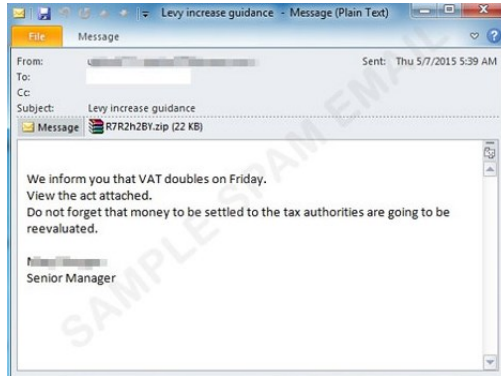 Levy increase guidance - Message (Plain Text)
File Message
From: Sent: Thu 5/7/2015 5:39 AM
To:
Cc:
Subject: Levy increase guidance
Message R7R2h2BY.zip (22 KB)
We inform you that VAT doubles on Friday.
View the act attached.
Do not forget that money to be settled to the tax authorities are going to be
reevaluated.
Senior Manager
SAMPLE SPAM EMAIL